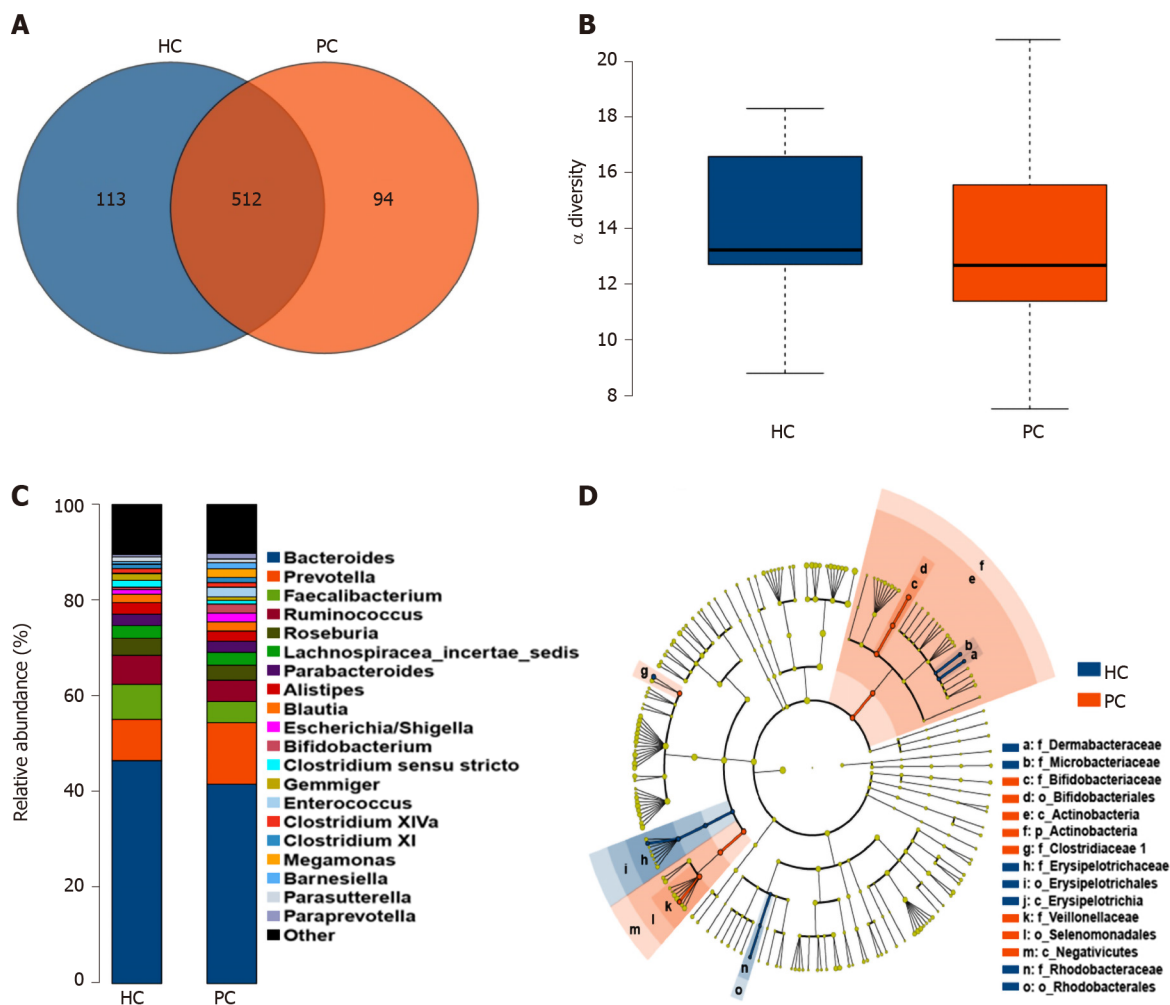 A
HC
PC
113
512
94
B
α diversity
20
18
16
14
12
10
8
HC
PC
C
Relative abundance (%)
100
80
60
40
20
0
HC
PC
Bacteroides
Prevotella
Faecalibacterium
Ruminococcus
Roseburia
Lachnospiracea_incertae_sedis
Parabacteroides
Alistipes
Blautia
Escherichia/Shigella
Bifidobacterium
Clostridium sensu stricto
Gemmiger
Enterococcus
Clostridium XIVa
Clostridium XI
Megamonas
Barnesiella
Parasutterella
Paraprevotella
Other
D
f
e
d
c
b
a
g
h
i
k
l
m
n
o
HC
PC
a: f_Dermabacteraceae
b: f_Microbacteriaceae
c: f_Bifidobacteriaceae
d: o_Bifidobacteriales
e: c_Actinobacteria
f: p_Actinobacteria
g: f_Clostridiaceae 1
h: f_Erysipelotrichaceae
i: o_Erysipelotrichales
j: c_Erysipelotrichia
k: f_Veillonellaceae
l: o_Selenomonadales
m: c_Negativicutes
n: f_Rhodobacteraceae
o: o_Rhodobacterales